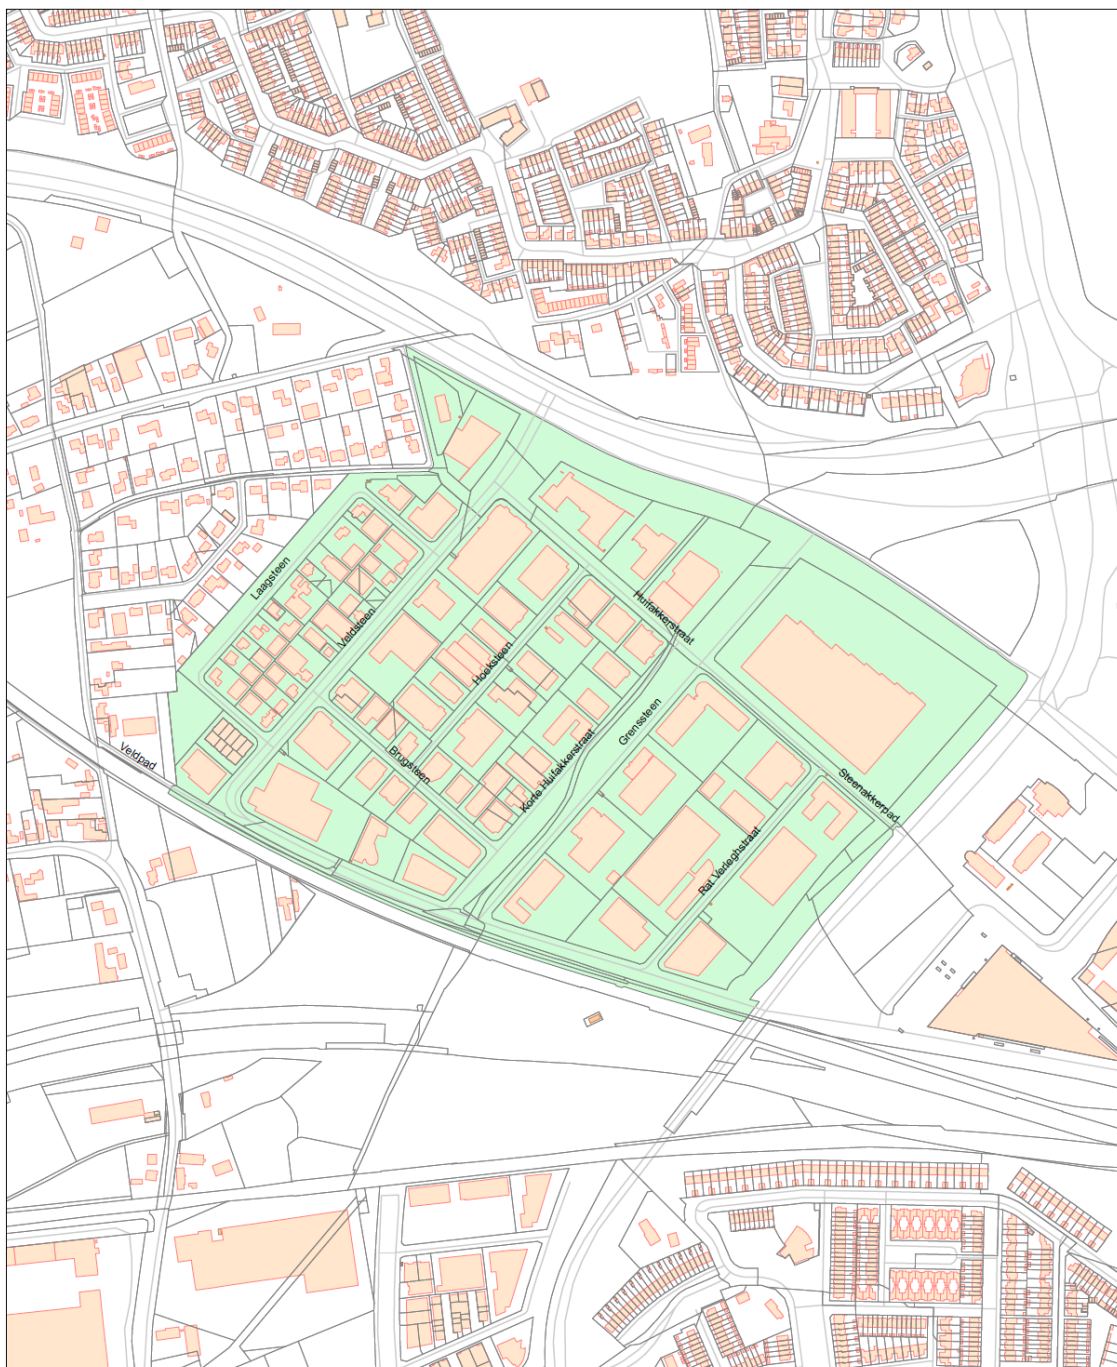 Laagsteen
Veldsteen
Huifakkerstraat
Hoeksteen
Grenssteen
Veldpad
Brugsteen
Korte Huifakkerstraat
Steenakkerpad
Rat Verleghstraat